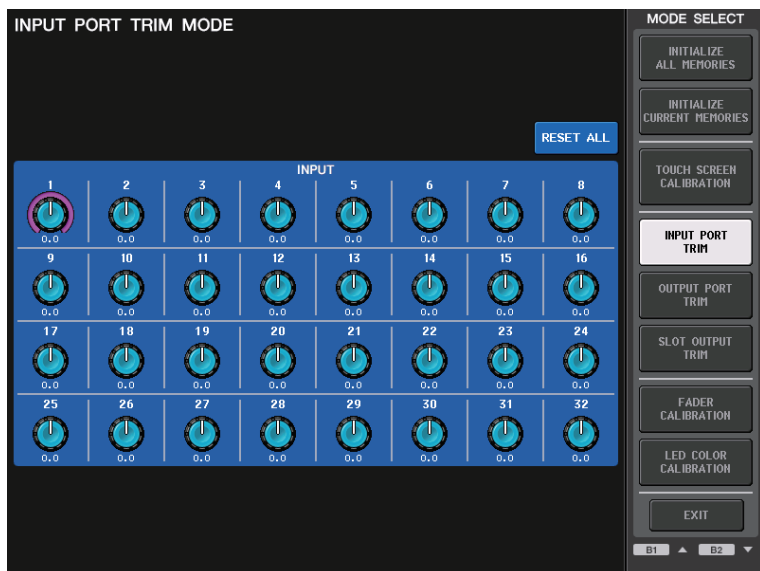 INPUT PORT TRIM MODE
RESET ALL
INPUT
1 2 3 4 5 6 7 8
0.0 0.0 0.0 0.0 0.0 0.0 0.0 0.0
9 10 11 12 13 14 15 16
0.0 0.0 0.0 0.0 0.0 0.0 0.0 0.0
17 18 19 20 21 22 23 24
0.0 0.0 0.0 0.0 0.0 0.0 0.0 0.0
25 26 27 28 29 30 31 32
0.0 0.0 0.0 0.0 0.0 0.0 0.0 0.0
MODE SELECT
INITIALIZE
ALL MEMORIES
INITIALIZE
CURRENT MEMORIES
TOUCH SCREEN
CALIBRATION
INPUT PORT
TRIM
OUTPUT PORT
TRIM
SLOT OUTPUT
TRIM
FADER
CALIBRATION
LED COLOR
CALIBRATION
EXIT
B1 ▲ B2 ▼